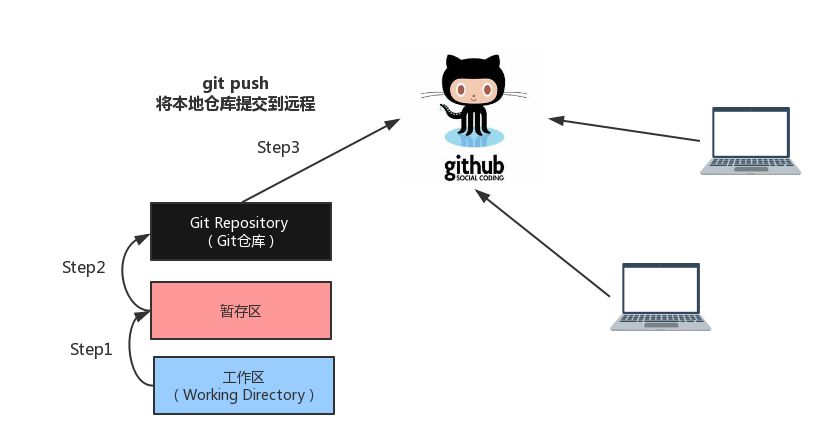 git push
将本地仓库提交到远程
Step3
github
SOCIAL CODING
Git Repository
（Git仓库）
Step2
暂存区
Step1
工作区
（Working Directory）